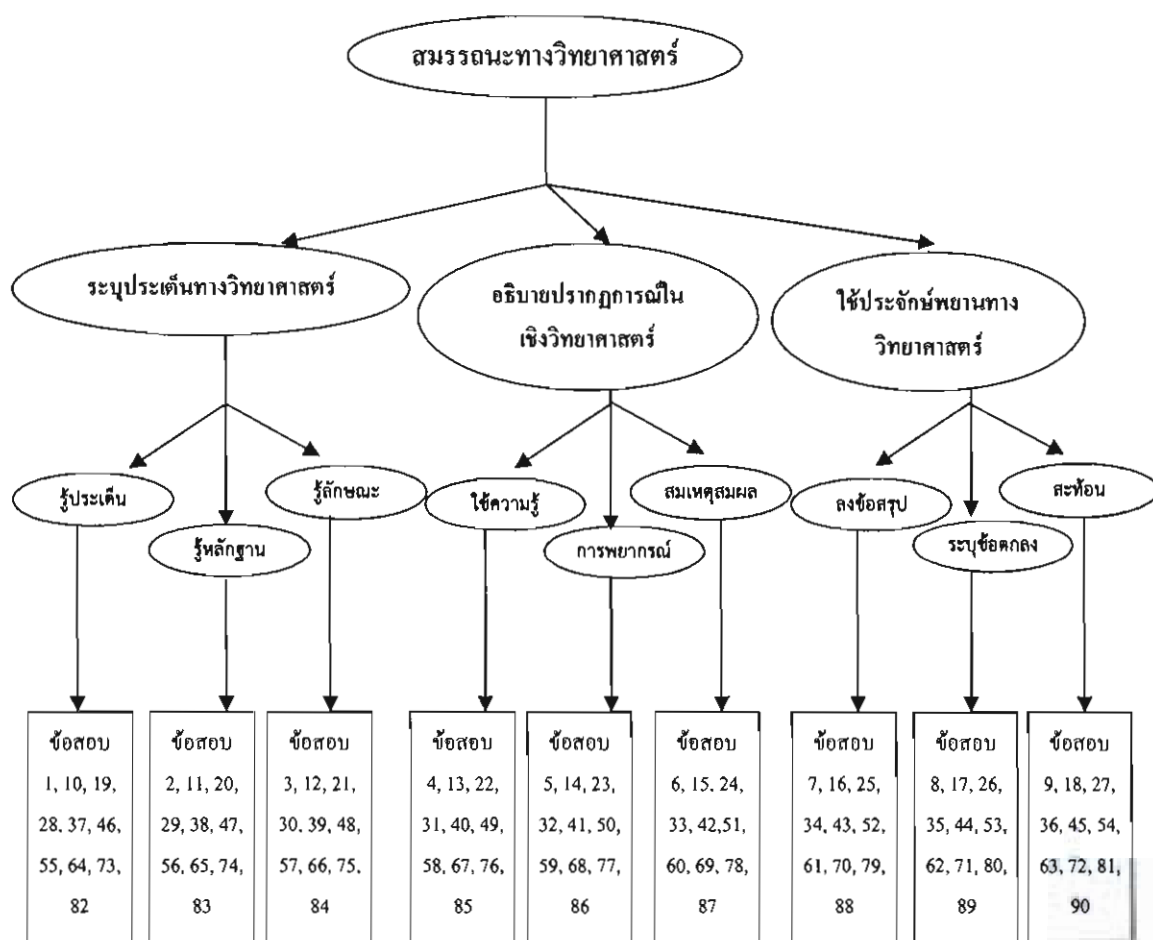 สมรรถนะทางวิทยาศาสตร์
ระบุประเด็นทางวิทยาศาสตร์
อธิบายปรากฏการณ์ใน
เชิงวิทยาศาสตร์
ใช้ประจักษ์พยานทาง
วิทยาศาสตร์
รู้ประเด็น
รู้หลักฐาน
รู้ลักษณะ
ใช้ความรู้
การพยากรณ์
สมเหตุสมผล
ลงข้อสรุป
ระบุข้อตกลง
สะท้อน
ข้อสอบ
1, 10, 19,
28, 37, 46,
55, 64, 73,
82
ข้อสอบ
2, 11, 20,
29, 38, 47,
56, 65, 74,
83
ข้อสอบ
3, 12, 21,
30, 39, 48,
57, 66, 75,
84
ข้อสอบ
4, 13, 22,
31, 40, 49,
58, 67, 76,
85
ข้อสอบ
5, 14, 23,
32, 41, 50,
59, 68, 77,
86
ข้อสอบ
6, 15, 24,
33, 42,51,
60, 69, 78,
87
ข้อสอบ
7, 16, 25,
34, 43, 52,
61, 70, 79,
88
ข้อสอบ
8, 17, 26,
35, 44, 53,
62, 71, 80,
89
ข้อสอบ
9, 18, 27,
36, 45, 54,
63, 72, 81,
90